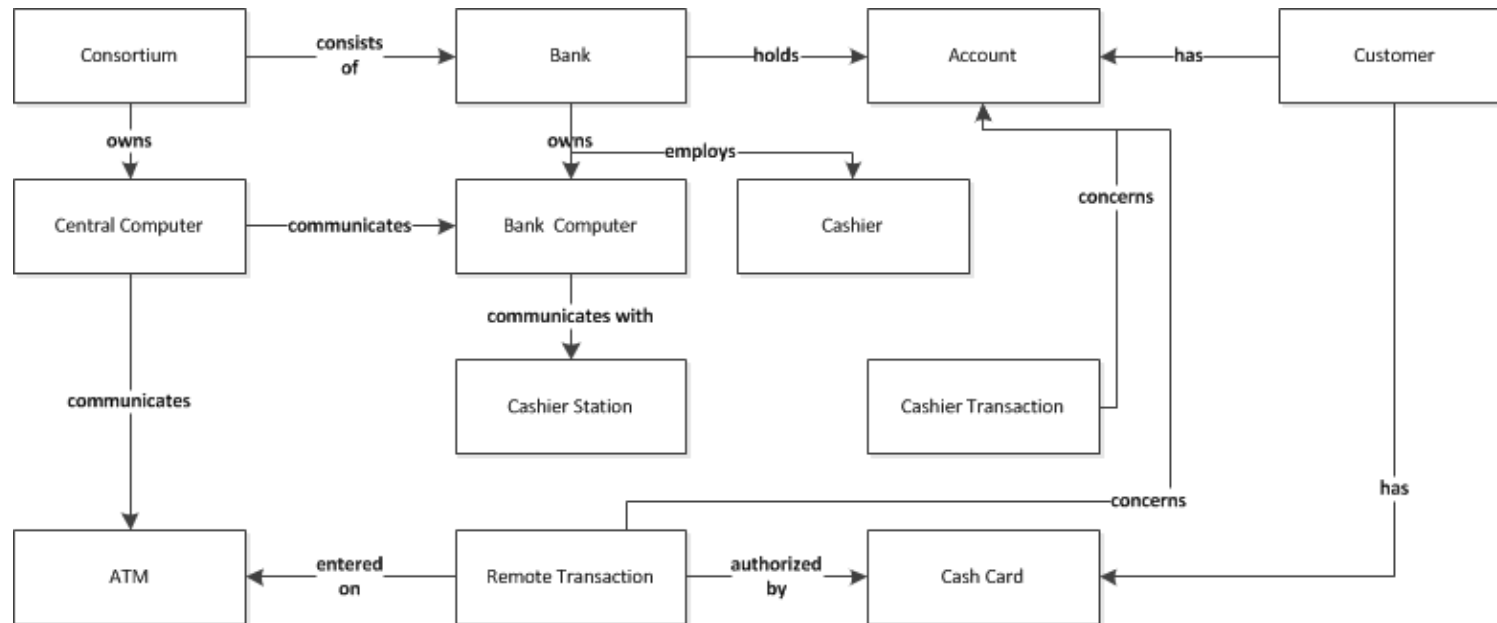 Consortium
consists
of
Bank
holds
Account
has
Customer
owns
owns
employs
Central Computer
communicates
Bank Computer
Cashier
concerns
communicates with
communicates
Cashier Station
Cashier Transaction
has
concerns
ATM
entered
on
Remote Transaction
authorized
by
Cash Card